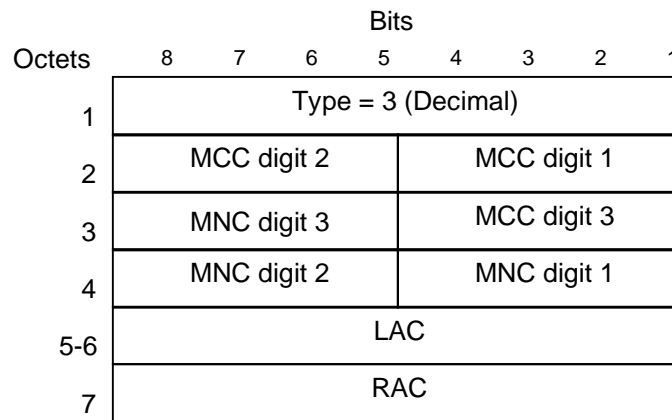 Bits
Octets 8 7 6 5 4 3 2 1
1 Type = 3 (Decimal)
2 MCC digit 2 MCC digit 1
3 MNC digit 3 MCC digit 3
4 MNC digit 2 MNC digit 1
5-6 LAC
7 RAC